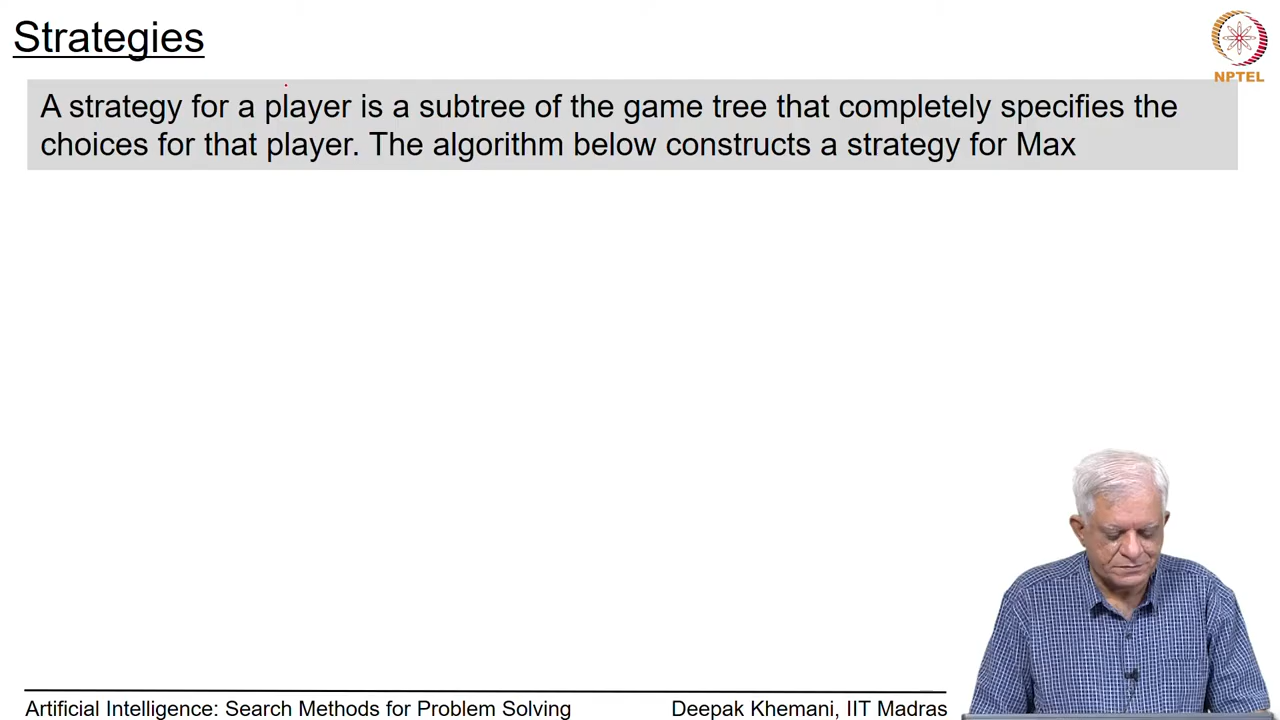 Strategies
NPTEL
A strategy for a player is a subtree of the game tree that completely specifies the
choices for that player. The algorithm below constructs a strategy for Max
Artificial Intelligence: Search Methods for Problem Solving
Deepak Khemani, IIT Madras